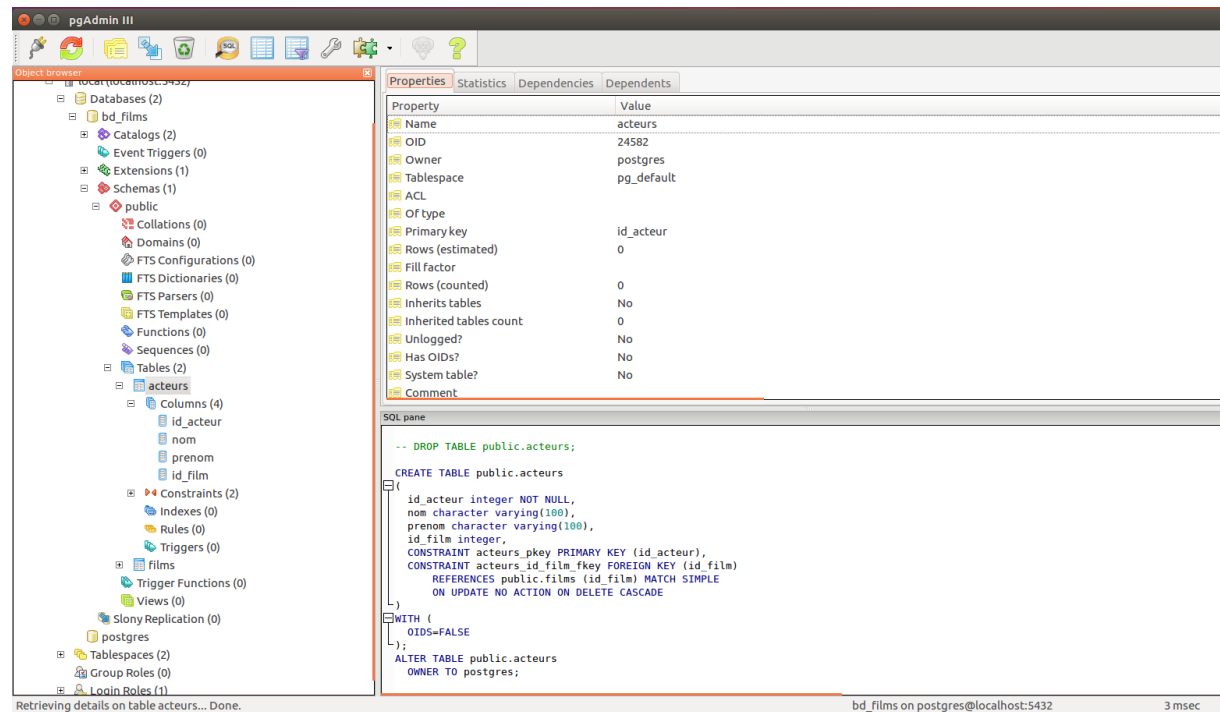 pgAdmin III
SQL
Object browser
local (localhost:5432)
Databases (2)
bd_films
Catalogs (2)
Event Triggers (0)
Extensions (1)
Schemas (1)
public
Collations (0)
Domains (0)
FTS Configurations (0)
FTS Dictionaries (0)
FTS Parsers (0)
FTS Templates (0)
Functions (0)
Sequences (0)
Tables (2)
acteurs
Columns (4)
id_acteur
nom
prenom
id_film
Constraints (2)
Indexes (0)
Rules (0)
Triggers (0)
films
Trigger Functions (0)
Views (0)
Slony Replication (0)
postgres
Tablespaces (2)
Group Roles (0)
Login Roles (1)
Properties Statistics Dependencies Dependents
Property Value
Name acteurs
OID 24582
Owner postgres
Tablespace pg_default
ACL
Of type
Primary key id_acteur
Rows (estimated) 0
Fill factor
Rows (counted) 0
Inherits tables No
Inherited tables count 0
Unlogged? No
Has OIDs? No
System table? No
Comment
SQL pane
-- DROP TABLE public.acteurs;
CREATE TABLE public.acteurs
(
id_acteur integer NOT NULL,
nom character varying(100),
prenom character varying(100),
id_film integer,
CONSTRAINT acteurs_pkey PRIMARY KEY (id_acteur),
CONSTRAINT acteurs_id_film_fkey FOREIGN KEY (id_film)
REFERENCES public.films (id_film) MATCH SIMPLE
ON UPDATE NO ACTION ON DELETE CASCADE
)
WITH (
OIDS=FALSE
);
ALTER TABLE public.acteurs
OWNER TO postgres;
Retrieving details on table acteurs... Done. bd_films on postgres@localhost:5432 3 msec